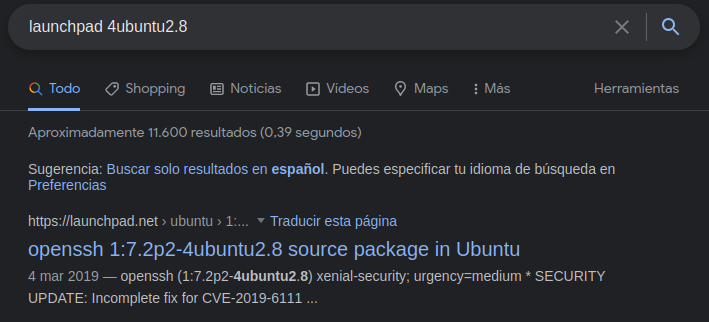 launchpad 4ubuntu2.8
Todo Shopping Noticias Vídeos Maps Más Herramientas
Aproximadamente 11.600 resultados (0,39 segundos)
Sugerencia: Buscar solo resultados en español. Puedes especificar tu idioma de búsqueda en
Preferencias
https://launchpad.net › ubuntu › 1:... Traducir esta página
openssh 1:7.2p2-4ubuntu2.8 source package in Ubuntu
4 mar 2019 — openssh (1:7.2p2-4ubuntu2.8) xenial-security; urgency=medium * SECURITY
UPDATE: Incomplete fix for CVE-2019-6111 ...